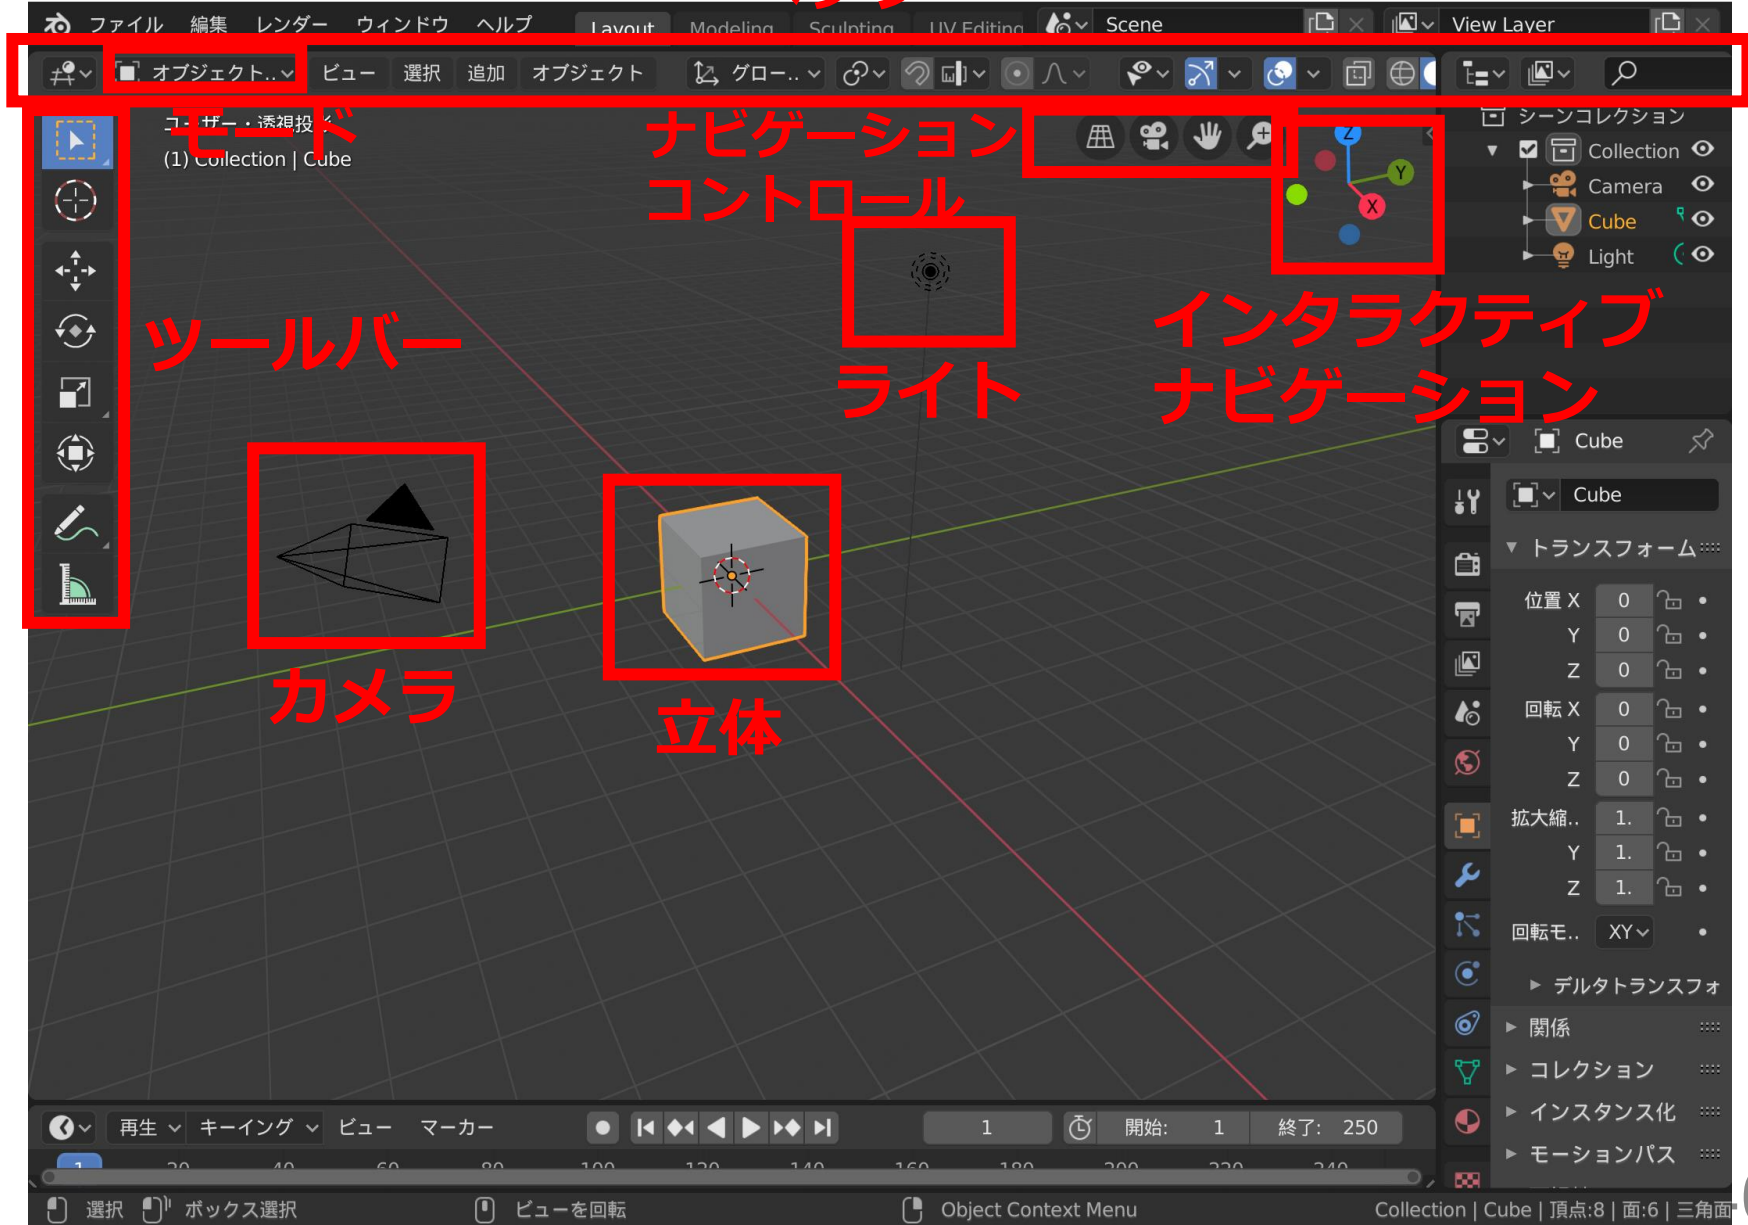 ファイル 編集 レンダー ウィンドウ ヘルプ Layout Modeling Sculpting UV Editing Scene View Layer
オブジェクト.. ビュー 選択 追加 オブジェクト グロー..
モード
ユーザー・透視投影
(1) Collection | Cube
ナビゲーション
コントロール
シーンコレクション
Collection
Camera
Cube
Light
Z
Y
X
ツールバー
ライト
インタラクティブ
ナビゲーション
カメラ
立体
Cube
Cube
トランスフォーム
位置 X 0
Y 0
Z 0
回転 X 0
Y 0
Z 0
拡大縮.. 1.
Y 1.
Z 1.
回転モ.. XY
デルタトランスフォ
関係
コレクション
インスタンス化
モーションパス
再生 キーイング ビュー マーカー 1 開始: 1 終了: 250
1 20 40 60 80 100 120 140 160 180 200 220 240
選択 ボックス選択 ビューを回転 Object Context Menu Collection | Cube | 頂点:8 | 面:6 | 三角面